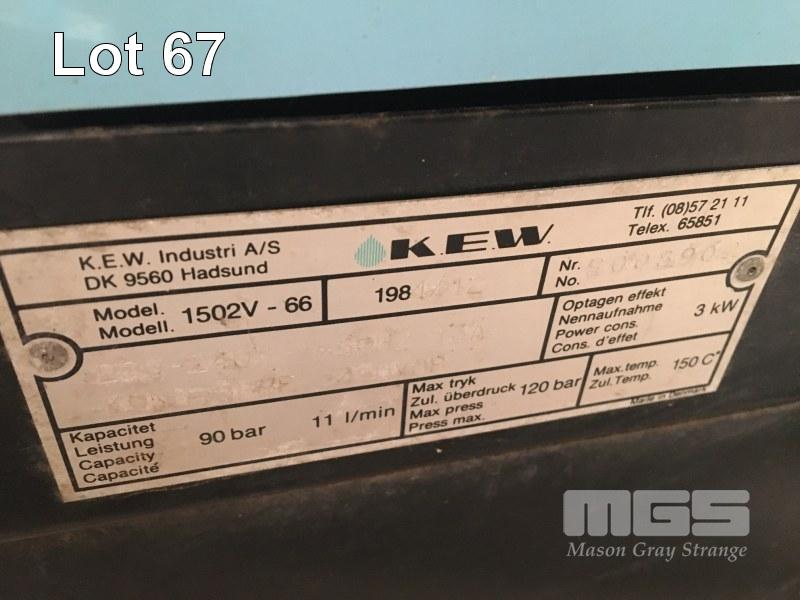 Lot 67
K.E.W. Industri A/S
DK 9560 Hadsund
K.E.W.
Tlf. (08)57 21 11
Telex. 65851
Model.
Modell. 1502V - 66
198
Nr.
No.
Optagen effekt
Nennaufnahme
Power cons.
Cons. d'effet
3 kW
Kapacitet
Leistung
Capacity
Capacité
90 bar 11 l/min
Max tryk
Zul. überdruck
Max press
Press max.
120 bar
Max.temp.
Zul.Temp.
150 C°
Made in Denmark
MGS
Mason Gray Strange